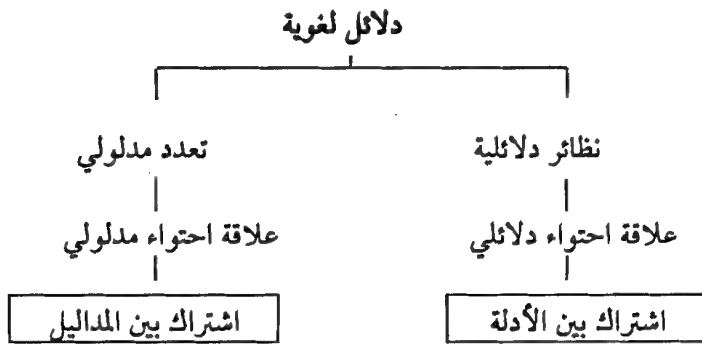 دلائل لغوية
نظائر دلائلية
تعدد مدلولي
علاقة احتواء دلائلي
علاقة احتواء مدلولي
اشتراك بين الأدلة
اشتراك بين المداليل